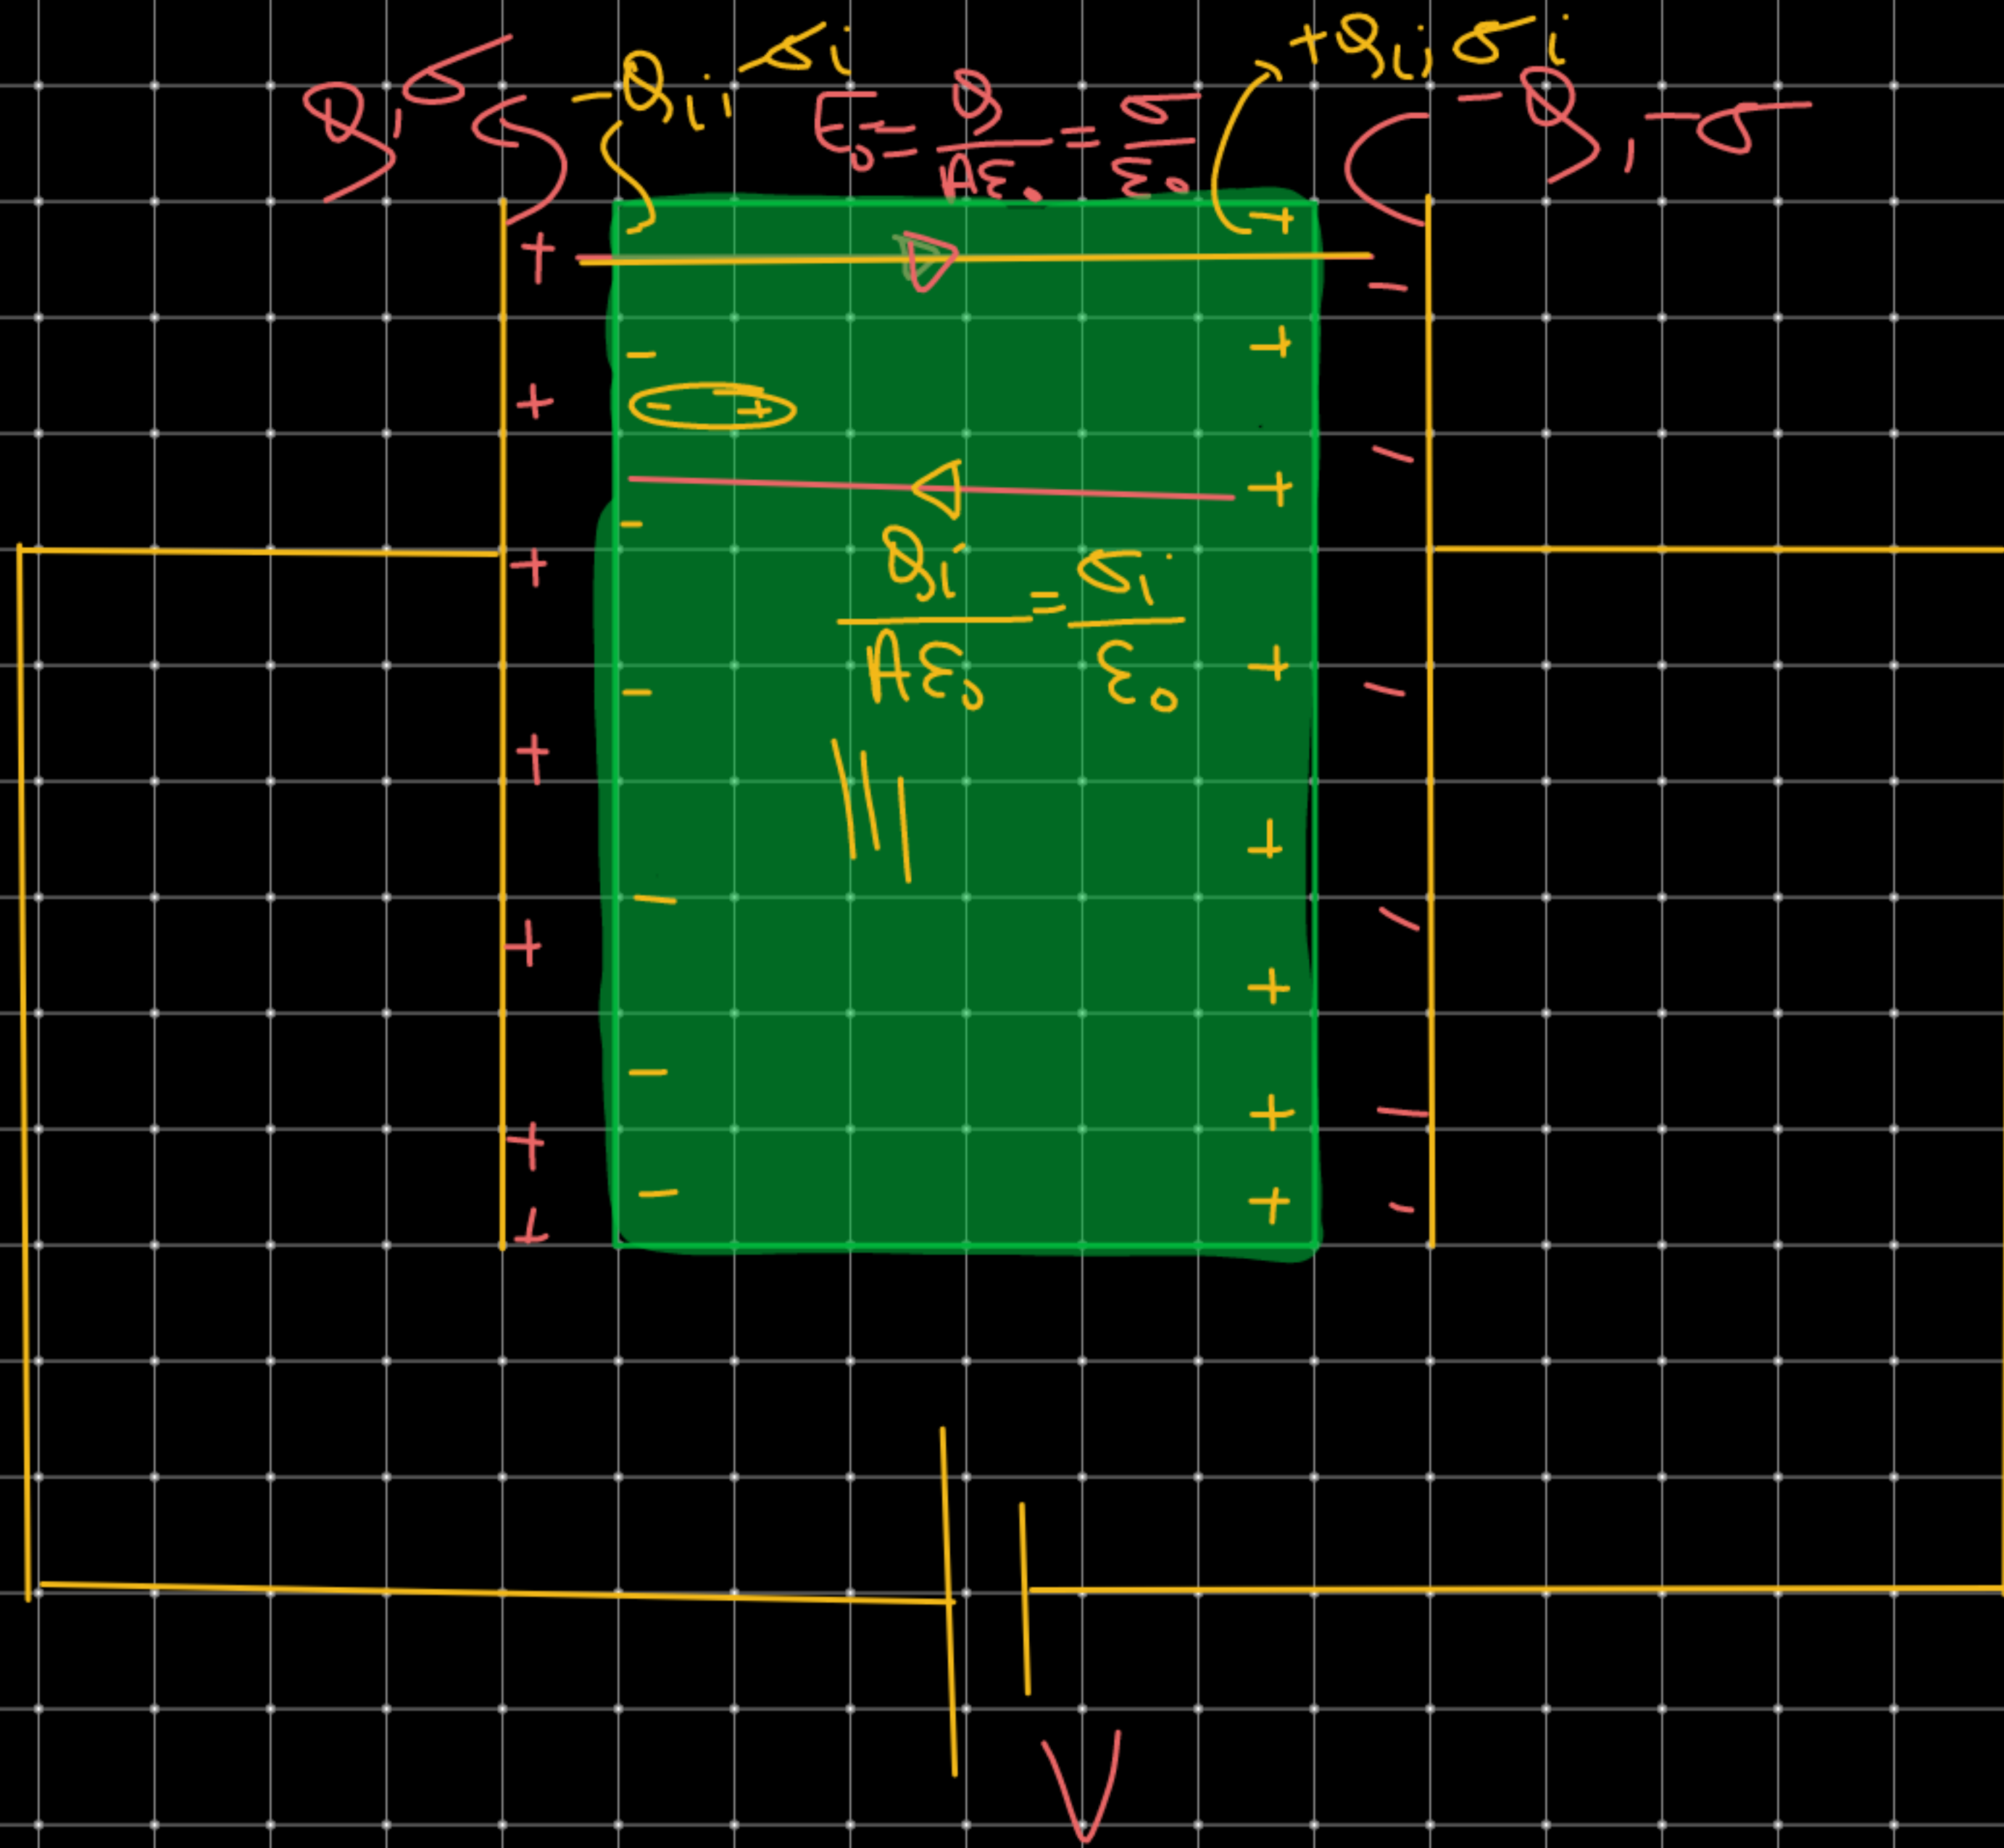 Q, σ
-Qi, -σi
E₀ = Q/Aε₀ = σ/ε₀
+Qi, σi
-Q, -σ
+ -
- +
Qi/Aε₀ = σi/ε₀
V